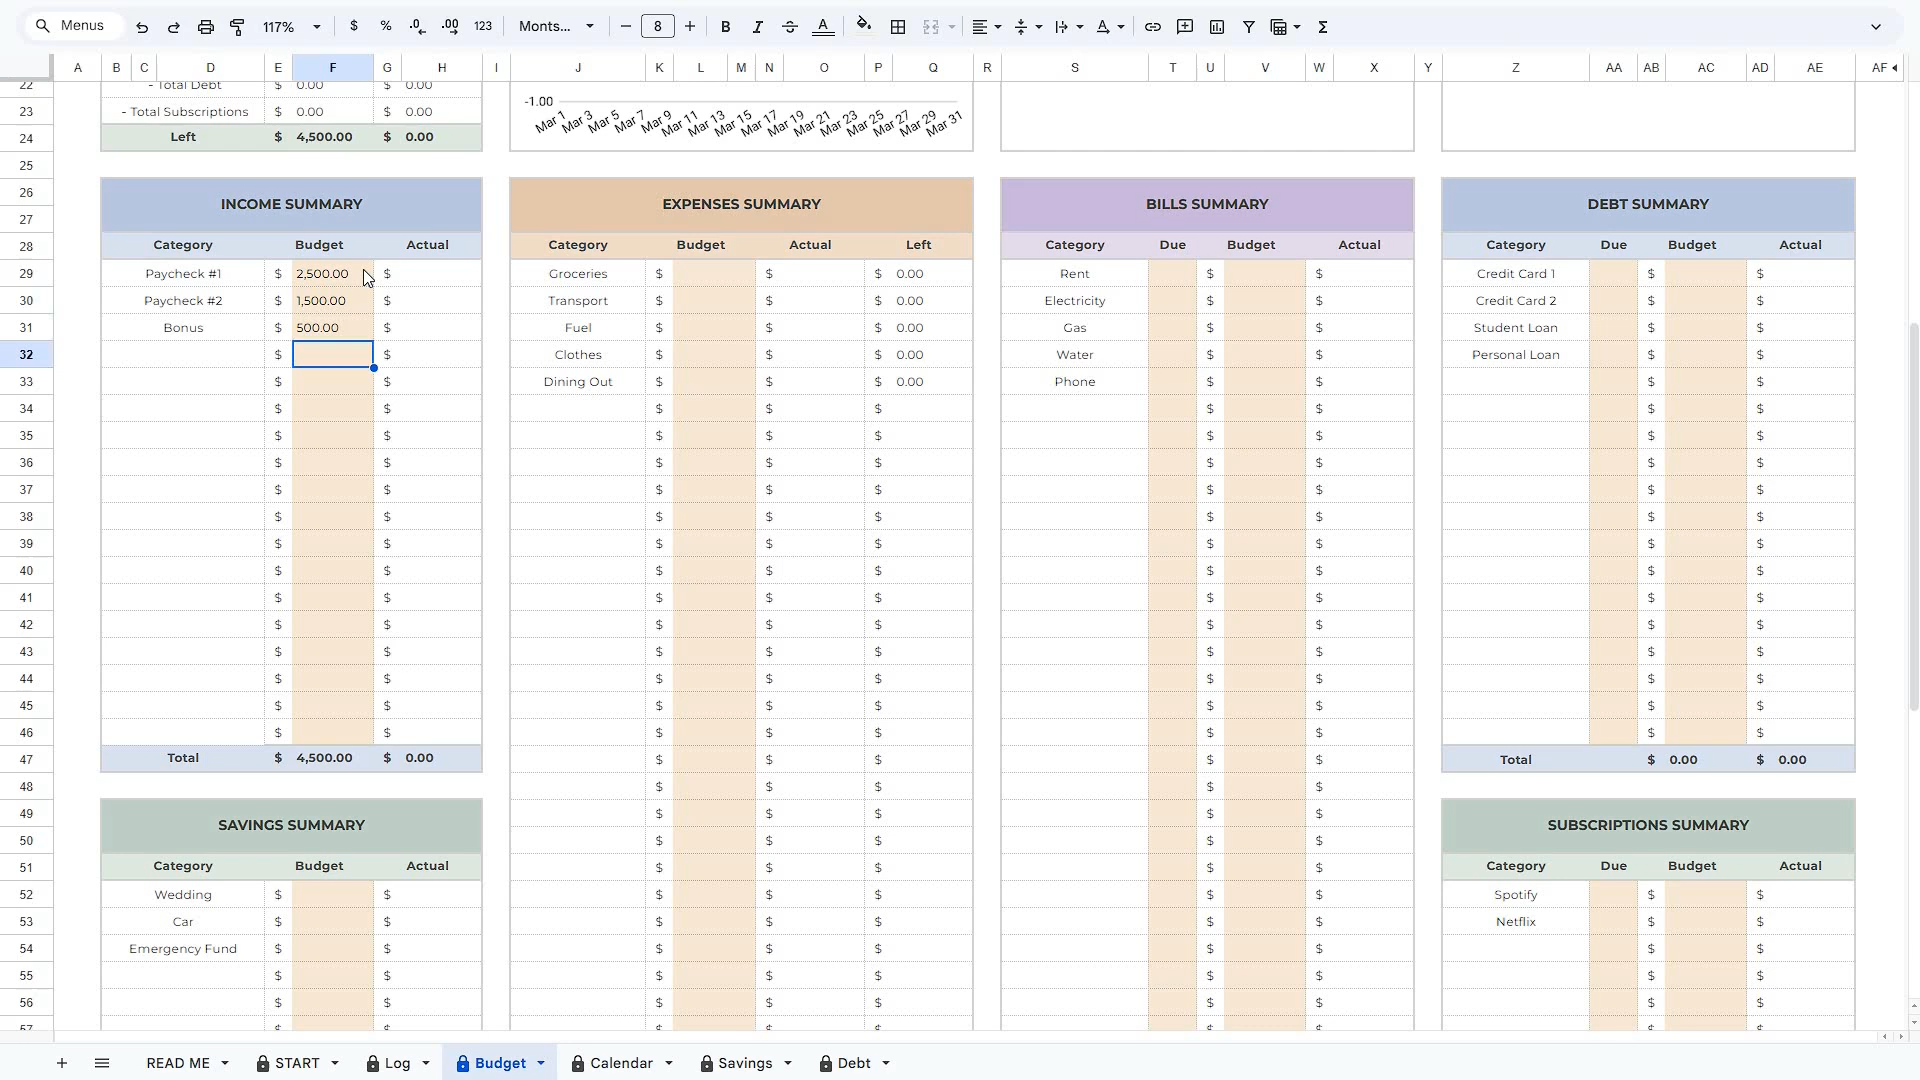 Menus 117% $ % .0 .00 123 Monts... − 8 + B I A Σ
A B C D E F G H I J K L M N O P Q R S T U V W X Y Z AA AB AC AD AE AF
22 - Total Debt $ 0.00 $ 0.00
-1.00
23 - Total Subscriptions $ 0.00 $ 0.00
Mar 1 Mar 3 Mar 5 Mar 7 Mar 9 Mar 11 Mar 13 Mar 15 Mar 17 Mar 19 Mar 21 Mar 23 Mar 25 Mar 27 Mar 29 Mar 31
24 Left $ 4,500.00 $ 0.00
25
26
INCOME SUMMARY EXPENSES SUMMARY BILLS SUMMARY DEBT SUMMARY
27
28 Category Budget Actual Category Budget Actual Left Category Due Budget Actual Category Due Budget Actual
29 Paycheck #1 $ 2,500.00 $ Groceries $ $ $ 0.00 Rent $ $ Credit Card 1 $ $
30 Paycheck #2 $ 1,500.00 $ Transport $ $ $ 0.00 Electricity $ $ Credit Card 2 $ $
31 Bonus $ 500.00 $ Fuel $ $ $ 0.00 Gas $ $ Student Loan $ $
32 $ $ Clothes $ $ $ 0.00 Water $ $ Personal Loan $ $
33 $ $ Dining Out $ $ $ 0.00 Phone $ $ $ $
34 $ $ $ $ $ $ $ $ $
35 $ $ $ $ $ $ $ $ $
36 $ $ $ $ $ $ $ $ $
37 $ $ $ $ $ $ $ $ $
38 $ $ $ $ $ $ $ $ $
39 $ $ $ $ $ $ $ $ $
40 $ $ $ $ $ $ $ $ $
41 $ $ $ $ $ $ $ $ $
42 $ $ $ $ $ $ $ $ $
43 $ $ $ $ $ $ $ $ $
44 $ $ $ $ $ $ $ $ $
45 $ $ $ $ $ $ $ $ $
46 $ $ $ $ $ $ $ $ $
47 Total $ 4,500.00 $ 0.00 $ $ $ $ $ Total $ 0.00 $ 0.00
48 $ $ $ $ $
49 $ $ $ $ $
SAVINGS SUMMARY SUBSCRIPTIONS SUMMARY
50 $ $ $ $ $
51 Category Budget Actual $ $ $ $ $ Category Due Budget Actual
52 Wedding $ $ $ $ $ $ $ Spotify $ $
53 Car $ $ $ $ $ $ $ Netflix $ $
54 Emergency Fund $ $ $ $ $ $ $ $ $
55 $ $ $ $ $ $ $ $ $
56 $ $ $ $ $ $ $ $ $
57 $ $ $ $ $ $ $ $ $
+ READ ME START Log Budget Calendar Savings Debt